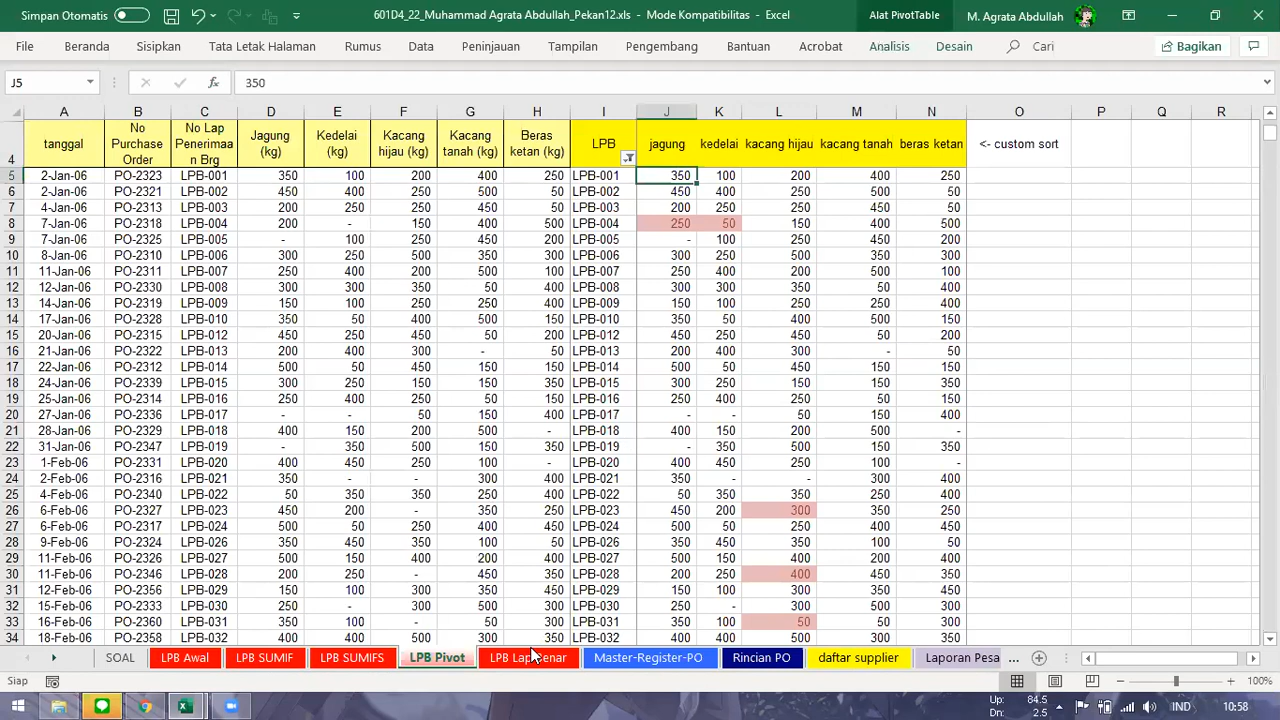 Simpan Otomatis 601D4_22_Muhammad Agrata Abdullah_Pekan12.xls - Mode Kompatibilitas - Excel Alat PivotTable M. Agrata Abdullah
File Beranda Sisipkan Tata Letak Halaman Rumus Data Peninjauan Tampilan Pengembang Bantuan Acrobat Analisis Desain Cari Bagikan
J5 fx 350
A B C D E F G H I J K L M N O P Q R
4 tanggal No Purchase Order No Lap Penerimaa n Brg Jagung (kg) Kedelai (kg) Kacang hijau (kg) Kacang tanah (kg) Beras ketan (kg) LPB jagung kedelai kacang hijau kacang tanah beras ketan <- custom sort
5 2-Jan-06 PO-2323 LPB-001 350 100 200 400 250 LPB-001 350 100 200 400 250
6 2-Jan-06 PO-2321 LPB-002 450 400 250 500 50 LPB-002 450 400 250 500 50
7 4-Jan-06 PO-2313 LPB-003 200 250 250 450 50 LPB-003 200 250 250 450 50
8 7-Jan-06 PO-2318 LPB-004 200 - 150 400 500 LPB-004 250 50 150 400 500
9 7-Jan-06 PO-2325 LPB-005 - 100 250 450 200 LPB-005 - 100 250 450 200
10 8-Jan-06 PO-2310 LPB-006 300 250 500 350 300 LPB-006 300 250 500 350 300
11 11-Jan-06 PO-2311 LPB-007 250 400 200 500 100 LPB-007 250 400 200 500 100
12 12-Jan-06 PO-2330 LPB-008 300 300 350 50 400 LPB-008 300 300 350 50 400
13 14-Jan-06 PO-2319 LPB-009 150 100 250 250 400 LPB-009 150 100 250 250 400
14 17-Jan-06 PO-2328 LPB-010 350 50 400 500 150 LPB-010 350 50 400 500 150
15 20-Jan-06 PO-2315 LPB-012 450 250 450 50 200 LPB-012 450 250 450 50 200
16 21-Jan-06 PO-2322 LPB-013 200 400 300 - 50 LPB-013 200 400 300 - 50
17 22-Jan-06 PO-2312 LPB-014 500 50 450 150 150 LPB-014 500 50 450 150 150
18 24-Jan-06 PO-2339 LPB-015 300 250 150 150 350 LPB-015 300 250 150 150 350
19 25-Jan-06 PO-2314 LPB-016 250 400 250 50 150 LPB-016 250 400 250 50 150
20 27-Jan-06 PO-2336 LPB-017 - - 50 150 400 LPB-017 - - 50 150 400
21 28-Jan-06 PO-2329 LPB-018 400 150 200 500 - LPB-018 400 150 200 500 -
22 31-Jan-06 PO-2347 LPB-019 - 350 500 150 350 LPB-019 - 350 500 150 350
23 1-Feb-06 PO-2331 LPB-020 400 450 250 100 - LPB-020 400 450 250 100 -
24 2-Feb-06 PO-2316 LPB-021 350 - - 300 400 LPB-021 350 - - 300 400
25 4-Feb-06 PO-2340 LPB-022 50 350 350 250 400 LPB-022 50 350 350 250 400
26 6-Feb-06 PO-2327 LPB-023 450 200 - 350 250 LPB-023 450 200 300 350 250
27 6-Feb-06 PO-2317 LPB-024 500 50 250 400 450 LPB-024 500 50 250 400 450
28 9-Feb-06 PO-2324 LPB-026 350 450 350 100 50 LPB-026 350 450 350 100 50
29 11-Feb-06 PO-2326 LPB-027 500 150 400 200 400 LPB-027 500 150 400 200 400
30 11-Feb-06 PO-2346 LPB-028 200 250 - 450 350 LPB-028 200 250 400 450 350
31 12-Feb-06 PO-2356 LPB-029 150 100 300 350 450 LPB-029 150 100 300 350 450
32 15-Feb-06 PO-2333 LPB-030 250 - 300 500 300 LPB-030 250 - 300 500 300
33 16-Feb-06 PO-2360 LPB-031 350 100 - 50 300 LPB-031 350 100 50 50 300
34 18-Feb-06 PO-2358 LPB-032 400 400 500 300 350 LPB-032 400 400 500 300 350
SOAL LPB Awal LPB SUMIF LPB SUMIFS LPB Pivot Master-Register-PO Rincian PO daftar supplier Laporan Pesa ...
Siap 100%
Up: 84.5
Dn: 2.5 IND 10:58